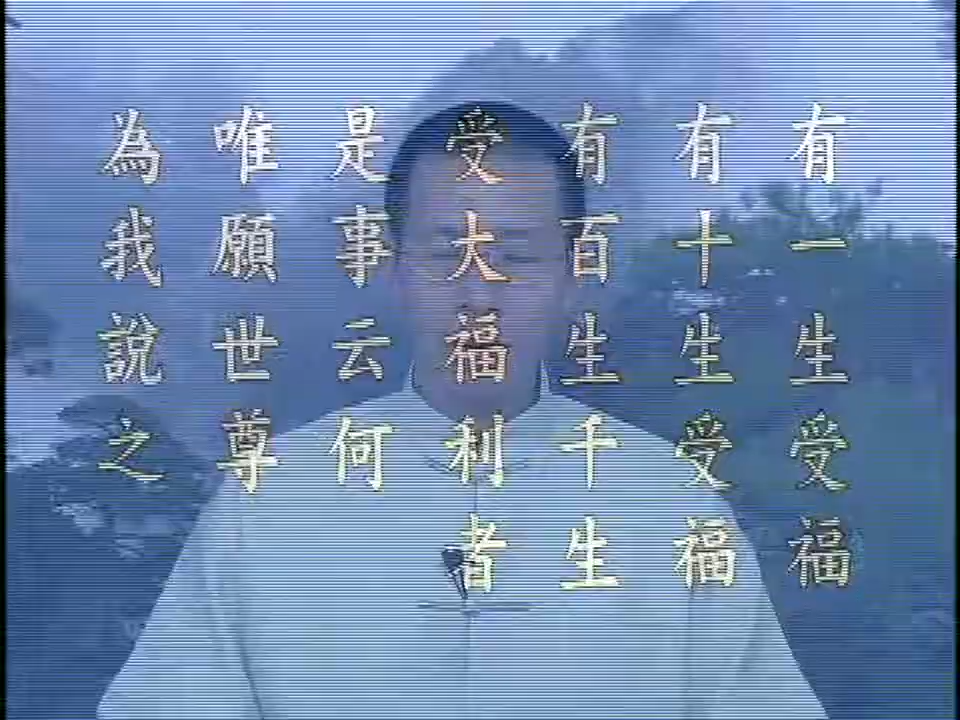 有一生受福
有十生受福
有百生千生
受大福利者
是事云何
唯願世尊
為我說之